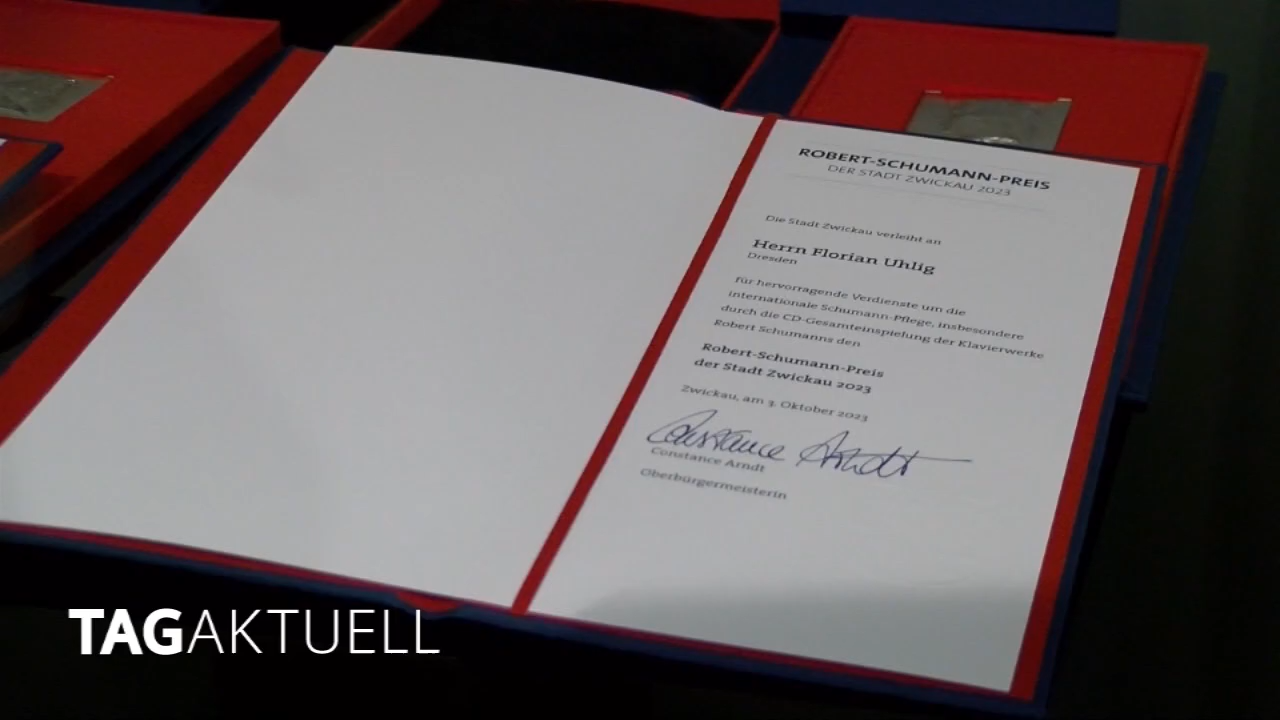 ROBERT-SCHUMANN-PREIS
DER STADT ZWICKAU 2023
Die Stadt Zwickau verleiht an
Herrn Florian Uhlig
Dresden
für hervorragende Verdienste um die
internationale Schumann-Pflege, insbesondere
durch die CD-Gesamteinspielung der Klavierwerke
Robert Schumanns den
Robert-Schumann-Preis
der Stadt Zwickau 2023
Zwickau, am 3. Oktober 2023
Constance Arndt
Constance Arndt
Oberbürgermeisterin
TAGAKTUELL